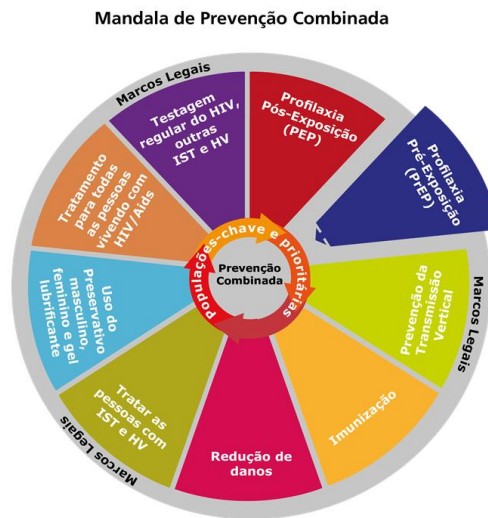 Mandala de Prevenção Combinada
Marcos Legais
Profilaxia
Pós-Exposição
(PEP)
Profilaxia
Pré-Exposição
(PrEP)
Prevenção da
Transmissão
Vertical
Marcos Legais
Imunização
Redução de
danos
Tratar as
pessoas com
IST e HV
Marcos Legais
Uso do
Preservativo
masculino,
feminino e gel
lubrificante
Tratamento
para todas
as pessoas
vivendo com
HIV/Aids
Testagem
regular do HIV,
outras
IST e HV
Populações-chave e prioritárias
Prevenção
Combinada